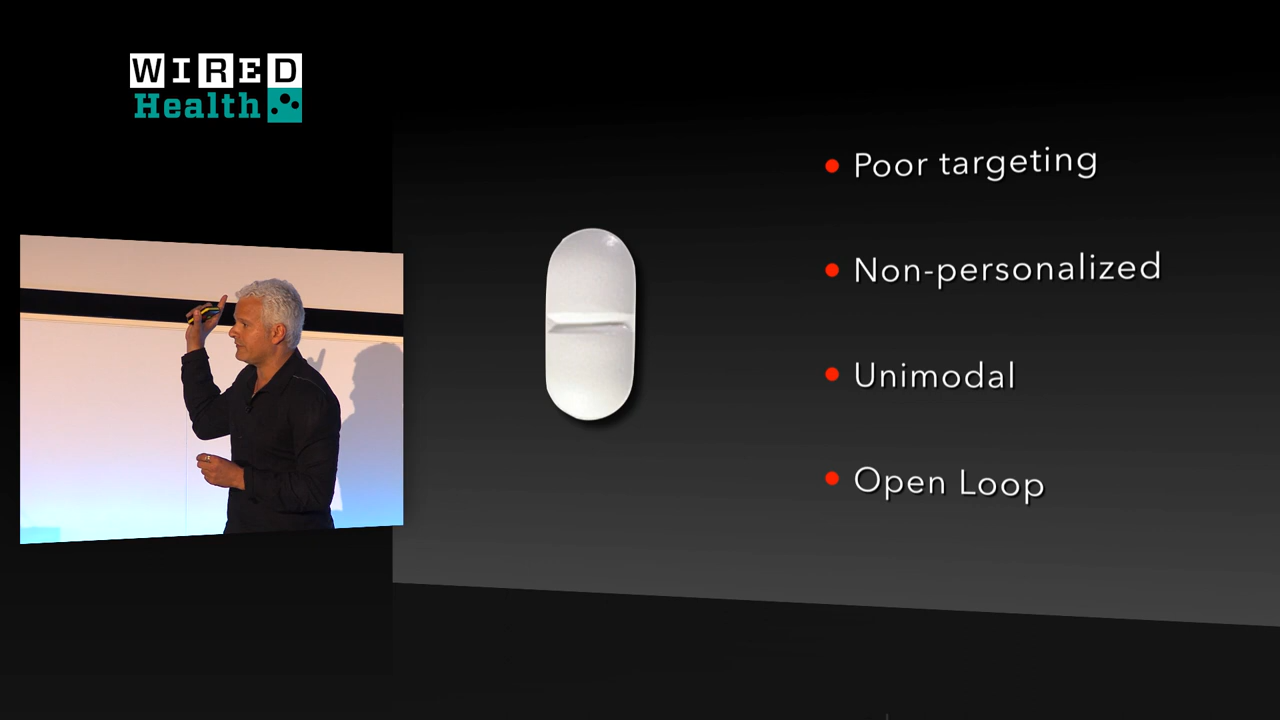 WIRED
Health
Poor targeting
Non-personalized
Unimodal
Open Loop